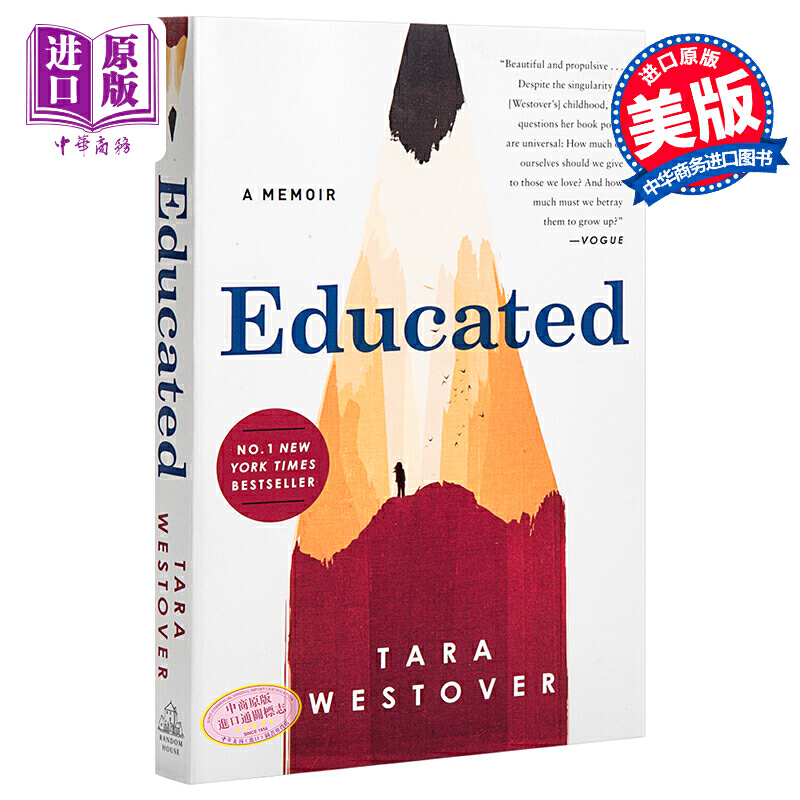 进口
原版
中华商务
进口原版
美版
中华商务进口图书
Educated
TARA
WESTOVER
RANDOM
HOUSE
"Beautiful and propulsive . . .
Despite the singularity
[Westover's] childhood,
questions her book
are universal: How much
ourselves should we give
to those we love? And how
much must we betray
them to grow up?"
—VOGUE
A MEMOIR
Educated
NO.1 NEW
YORK TIMES
BESTSELLER
TARA
WESTOVER
中商原版
進口通關標志
SINCE 1954